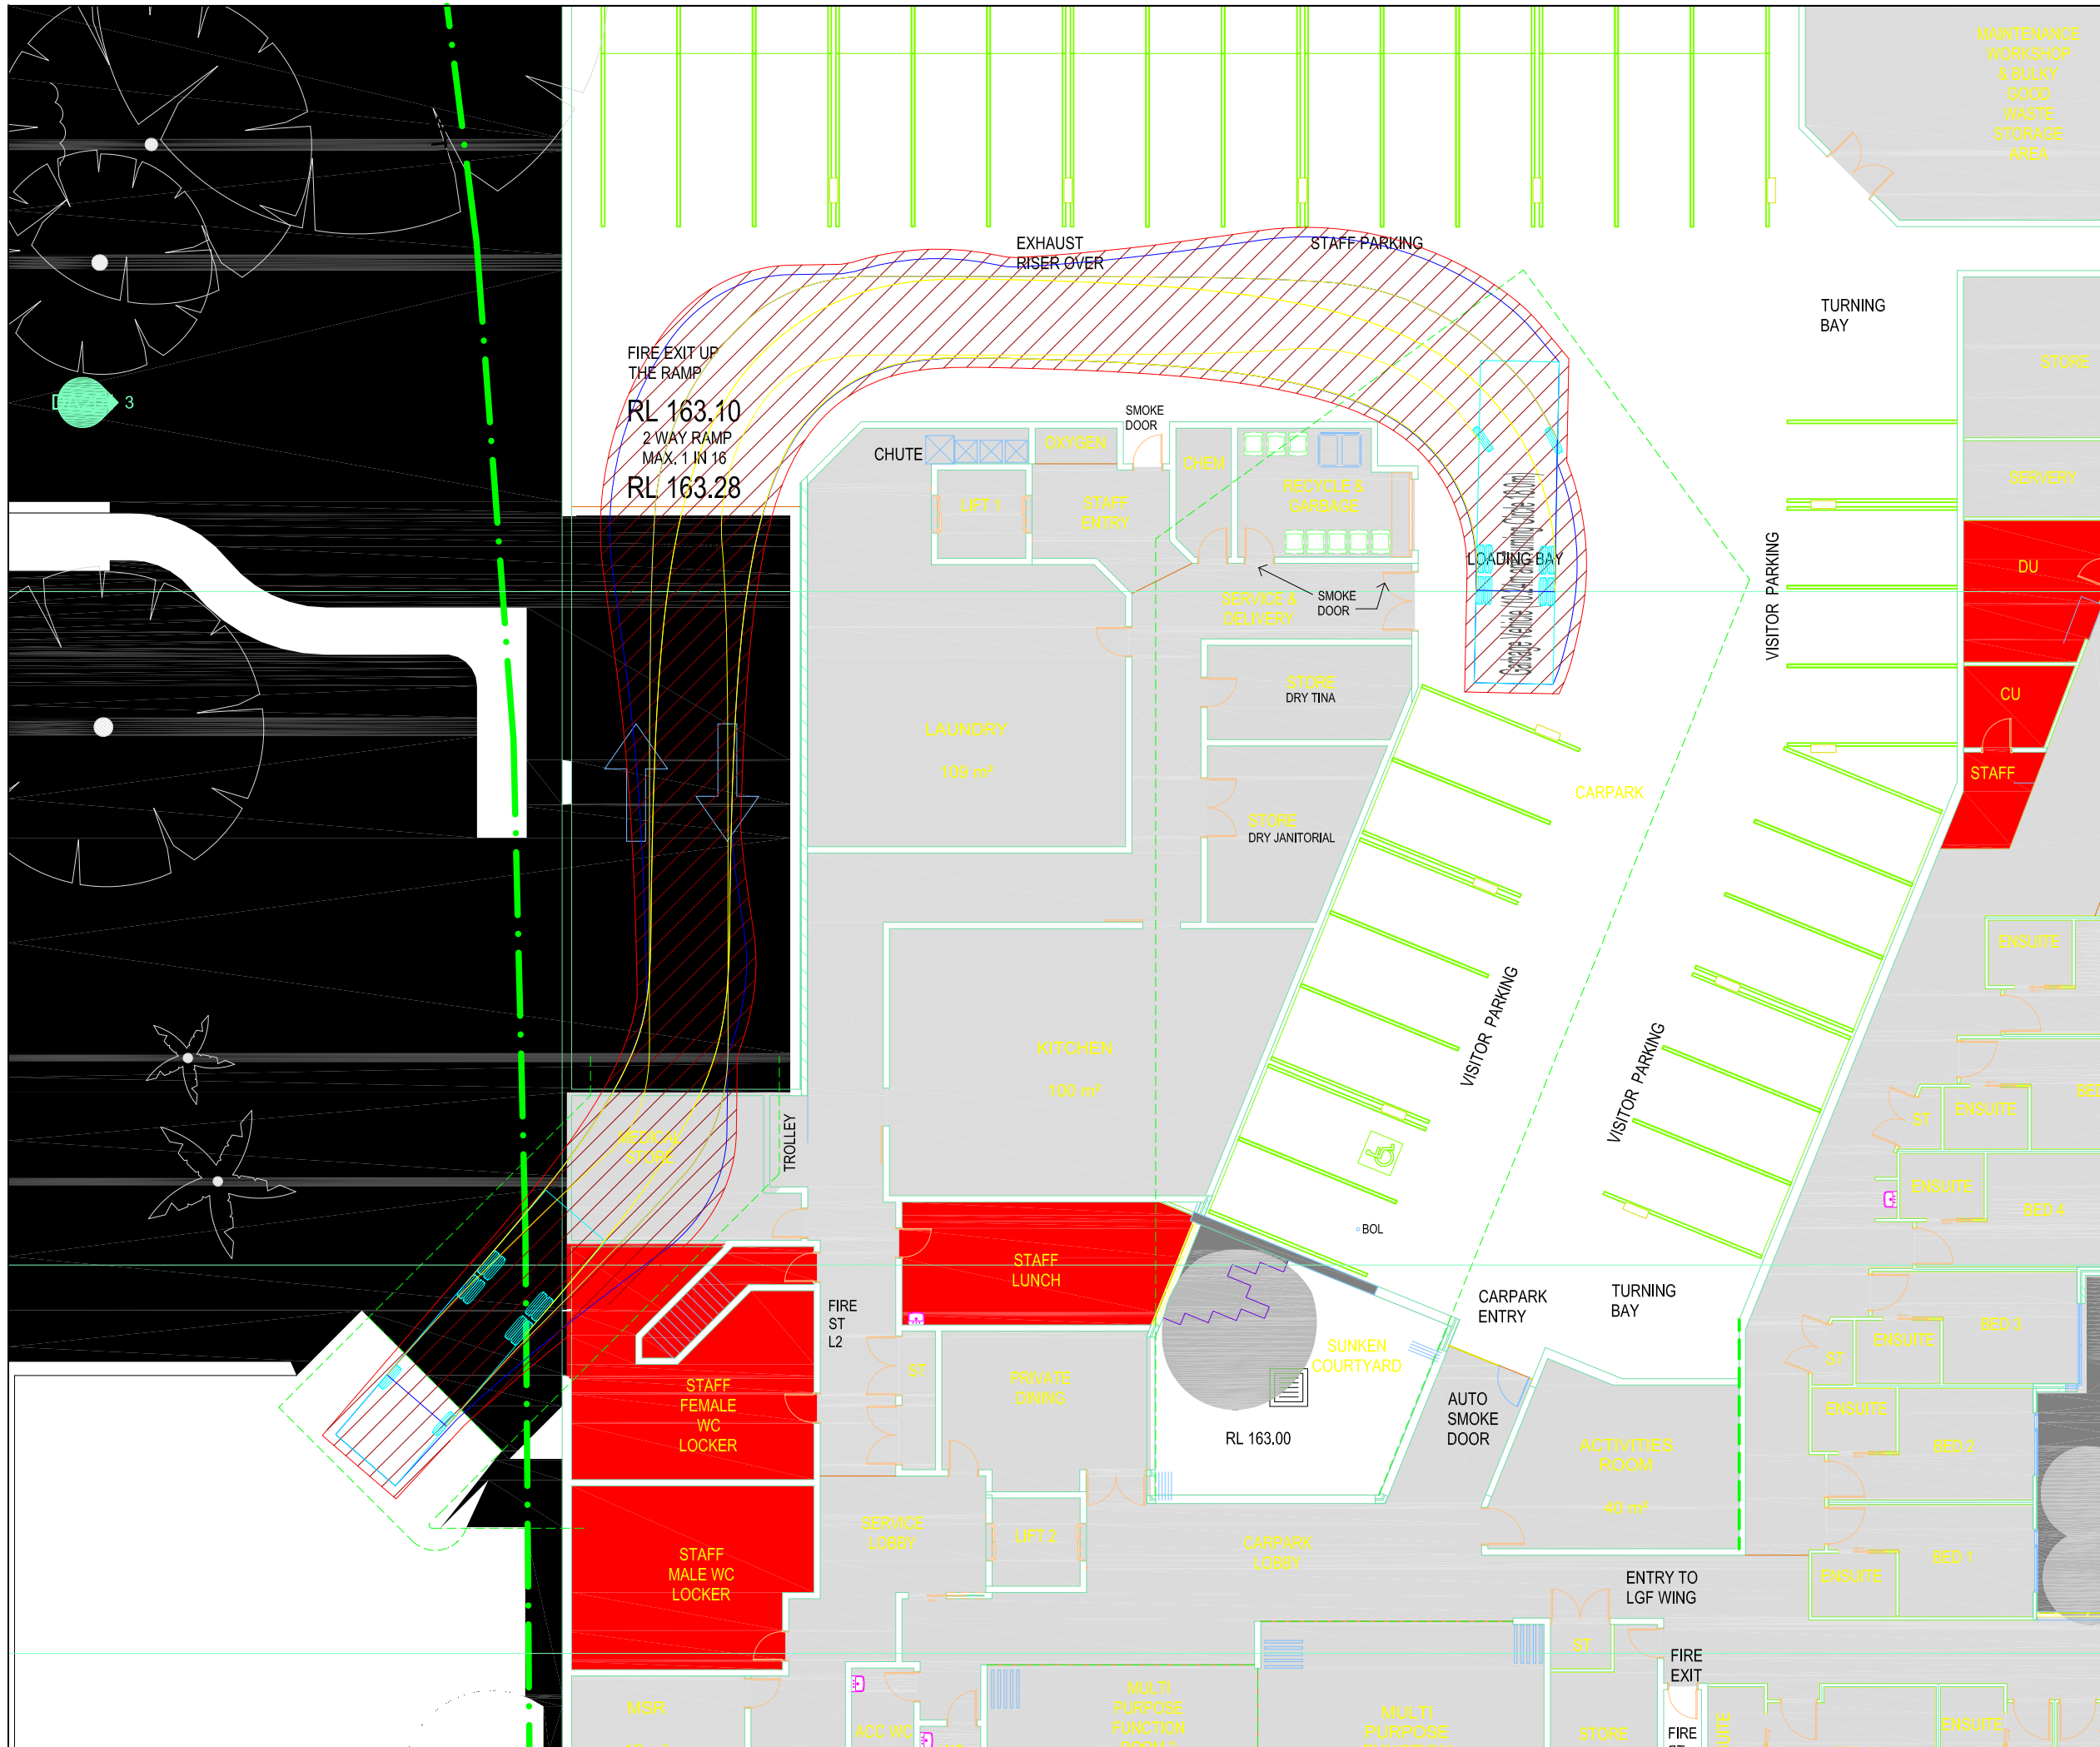 MAINTENANCE
WORKSHOP
& BULKY
GOOD
WASTE
STORAGE
AREA
EXHAUST
RISER OVER
STAFF PARKING
TURNING
BAY
FIRE EXIT UP
THE RAMP
STORE
3
RL 163.10
2 WAY RAMP
MAX. 1 IN 16
RL 163.28
CHUTE
OXYGEN
SMOKE
DOOR
CHEM
LIFT 1
STAFF
ENTRY
RECYCLE &
GARBAGE
SERVERY
LOADING BAY
VISITOR PARKING
DU
SERVICE &
DELIVERY
SMOKE
DOOR
STORE
DRY TINA
CU
STAFF
LAUNDRY
109 m²
CARPARK
STORE
DRY JANITORIAL
ENSUITE
KITCHEN
100 m²
VISITOR PARKING
VISITOR PARKING
MEDICAL
STORE
TROLLEY
ST
ENSUITE
ENSUITE
BED 4
BOL
STAFF
LUNCH
FIRE
ST
L2
CARPARK
ENTRY
TURNING
BAY
ST
ENSUITE
BED 3
SUNKEN
COURTYARD
ST
PRIVATE
DINING
STAFF
FEMALE
WC
LOCKER
RL 163.00
AUTO
SMOKE
DOOR
ACTIVITIES
ROOM
40 m²
ENSUITE
BED 2
SERVICE
LOBBY
LIFT 2
CARPARK
LOBBY
STAFF
MALE WC
LOCKER
ENTRY TO
LGF WING
ENSUITE
BED 1
ST
FIRE
EXIT
MSR
ACC WC
MULTI
PURPOSE
FUNCTION
MULTI
PURPOSE
STORE
FIRE
ENSUITE